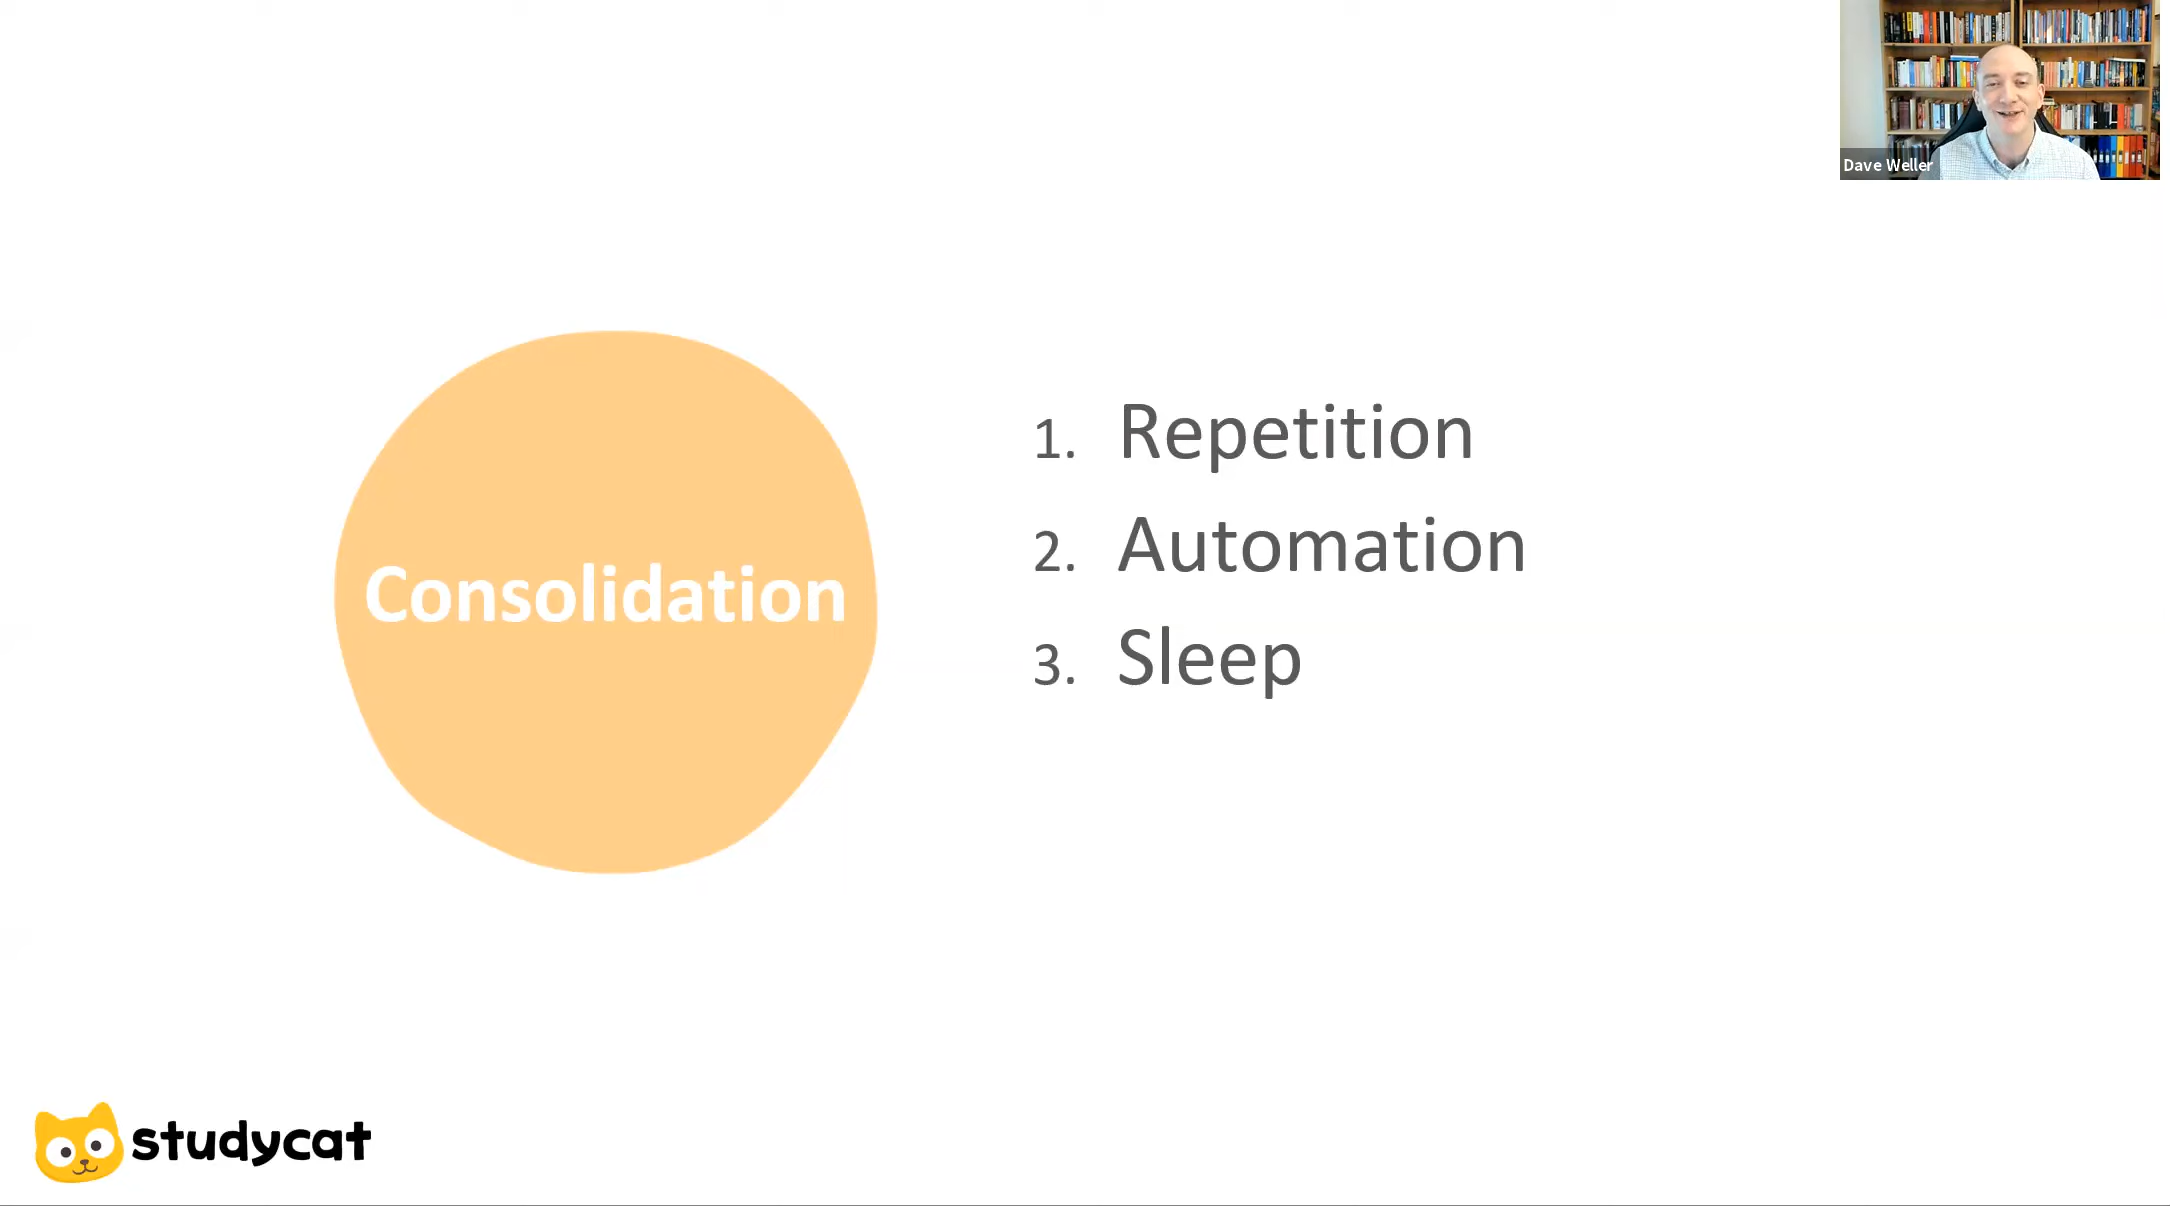 Dave Weller
Consolidation
1. Repetition
2. Automation
3. Sleep
studycat